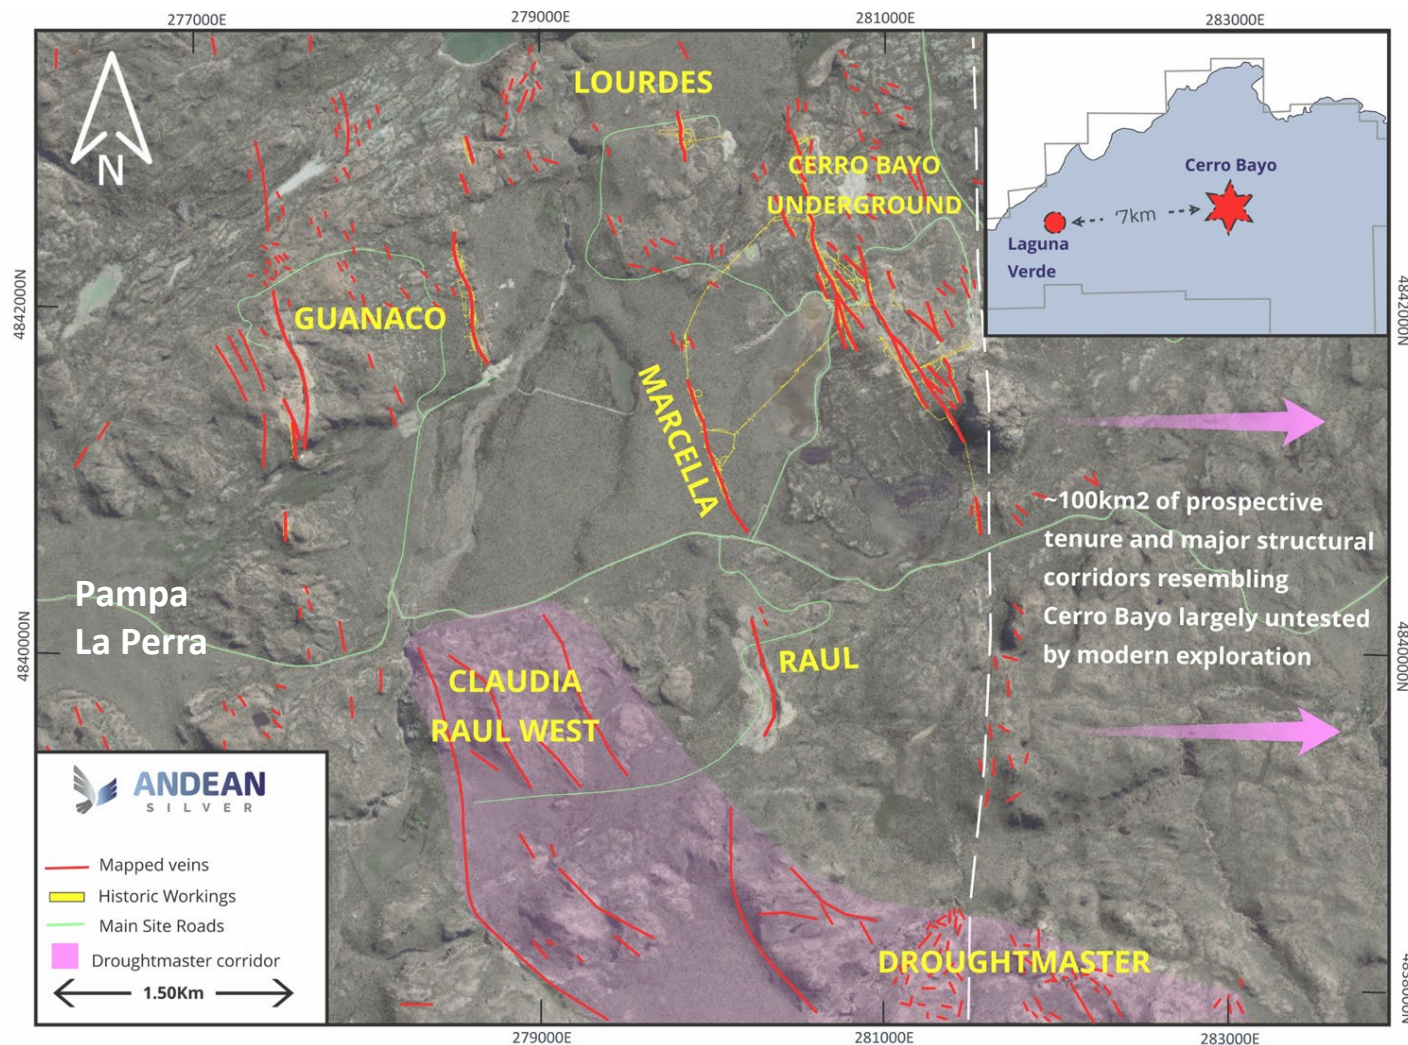 277000E
279000E
281000E
283000E
LOURDES
CERRO BAYO
UNDERGROUND
Cerro Bayo
~7km
Laguna
Verde
N
4842000N
4842000N
GUANACO
MARCELLA
~100km2 of prospective
tenure and major structural
corridors resembling
Cerro Bayo largely untested
by modern exploration
Pampa
La Perra
4840000N
4840000N
RAUL
CLAUDIA
RAUL WEST
ANDEAN
SILVER
Mapped veins
Historic Workings
Main Site Roads
Droughtmaster corridor
1.50Km
DROUGHTMASTER
4838000N
279000E
281000E
283000E